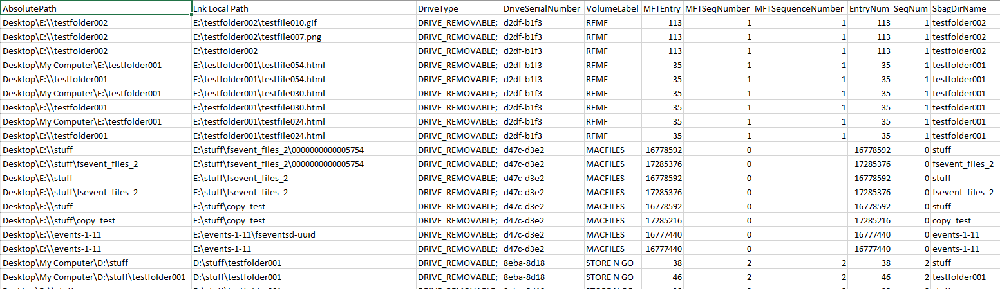 AbsolutePath Lnk Local Path DriveType DriveSerialNumber VolumeLabel MFTEntry MFTSeqNumber MFTSequenceNumber EntryNum SeqNum SbagDirName
Desktop\E:\\testfolder002 E:\testfolder002\testfile010.gif DRIVE_REMOVABLE; d2df-b1f3 RFMF 113 1 1 113 1 testfolder002
Desktop\E:\\testfolder002 E:\testfolder002\testfile007.png DRIVE_REMOVABLE; d2df-b1f3 RFMF 113 1 1 113 1 testfolder002
Desktop\E:\\testfolder002 E:\testfolder002 DRIVE_REMOVABLE; d2df-b1f3 RFMF 113 1 1 113 1 testfolder002
Desktop\My Computer\E:\testfolder001 E:\testfolder001\testfile054.html DRIVE_REMOVABLE; d2df-b1f3 RFMF 35 1 1 35 1 testfolder001
Desktop\E:\\testfolder001 E:\testfolder001\testfile054.html DRIVE_REMOVABLE; d2df-b1f3 RFMF 35 1 1 35 1 testfolder001
Desktop\My Computer\E:\testfolder001 E:\testfolder001\testfile030.html DRIVE_REMOVABLE; d2df-b1f3 RFMF 35 1 1 35 1 testfolder001
Desktop\E:\\testfolder001 E:\testfolder001\testfile030.html DRIVE_REMOVABLE; d2df-b1f3 RFMF 35 1 1 35 1 testfolder001
Desktop\My Computer\E:\testfolder001 E:\testfolder001\testfile024.html DRIVE_REMOVABLE; d2df-b1f3 RFMF 35 1 1 35 1 testfolder001
Desktop\E:\\testfolder001 E:\testfolder001\testfile024.html DRIVE_REMOVABLE; d2df-b1f3 RFMF 35 1 1 35 1 testfolder001
Desktop\E:\\stuff E:\stuff\fsevent_files_2\0000000000005754 DRIVE_REMOVABLE; d47c-d3e2 MACFILES 16778592 0 16778592 0 stuff
Desktop\E:\\stuff\fsevent_files_2 E:\stuff\fsevent_files_2\0000000000005754 DRIVE_REMOVABLE; d47c-d3e2 MACFILES 17285376 0 17285376 0 fsevent_files_2
Desktop\E:\\stuff E:\stuff\fsevent_files_2 DRIVE_REMOVABLE; d47c-d3e2 MACFILES 16778592 0 16778592 0 stuff
Desktop\E:\\stuff\fsevent_files_2 E:\stuff\fsevent_files_2 DRIVE_REMOVABLE; d47c-d3e2 MACFILES 17285376 0 17285376 0 fsevent_files_2
Desktop\E:\\stuff E:\stuff\copy_test DRIVE_REMOVABLE; d47c-d3e2 MACFILES 16778592 0 16778592 0 stuff
Desktop\E:\\stuff\copy_test E:\stuff\copy_test DRIVE_REMOVABLE; d47c-d3e2 MACFILES 17285216 0 17285216 0 copy_test
Desktop\E:\\events-1-11 E:\events-1-11\fseventsd-uuid DRIVE_REMOVABLE; d47c-d3e2 MACFILES 16777440 0 16777440 0 events-1-11
Desktop\E:\\events-1-11 E:\events-1-11 DRIVE_REMOVABLE; d47c-d3e2 MACFILES 16777440 0 16777440 0 events-1-11
Desktop\My Computer\D:\stuff D:\stuff\testfolder001 DRIVE_REMOVABLE; 8eba-8d18 STORE N GO 38 2 2 38 2 stuff
Desktop\My Computer\D:\stuff\testfolder001 D:\stuff\testfolder001 DRIVE_REMOVABLE; 8eba-8d18 STORE N GO 46 2 2 46 2 testfolder001